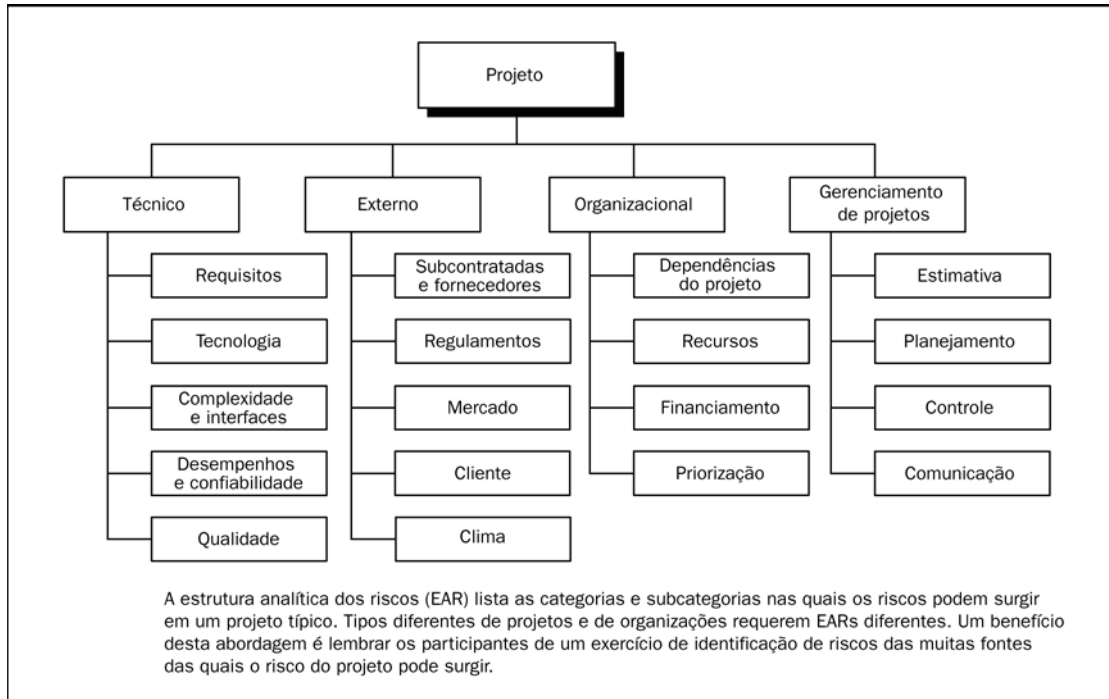 Projeto
Técnico
Externo
Organizacional
Gerenciamento
de projetos
Requisitos
Tecnologia
Complexidade
e interfaces
Desempenhos
e confiabilidade
Qualidade
Subcontratadas
e fornecedores
Regulamentos
Mercado
Cliente
Clima
Dependências
do projeto
Recursos
Financiamento
Priorização
Estimativa
Planejamento
Controle
Comunicação
A estrutura analítica dos riscos (EAR) lista as categorias e subcategorias nas quais os riscos podem surgir
em um projeto típico. Tipos diferentes de projetos e de organizações requerem EARs diferentes. Um benefício
desta abordagem é lembrar os participantes de um exercício de identificação de riscos das muitas fontes
das quais o risco do projeto pode surgir.